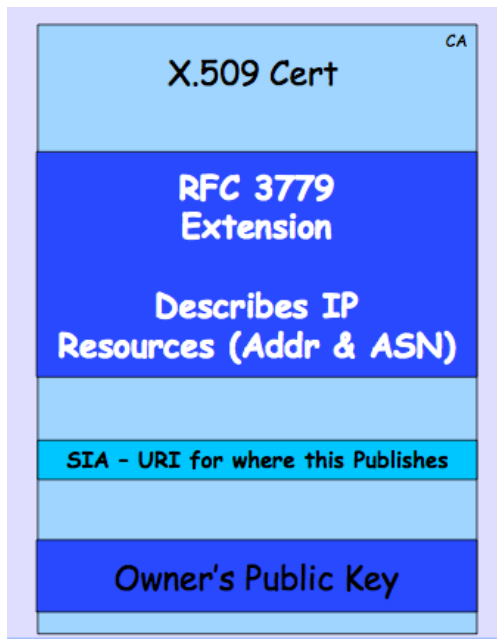 CA
X.509 Cert
RFC 3779
Extension
Describes IP
Resources (Addr & ASN)
SIA - URI for where this Publishes
Owner's Public Key